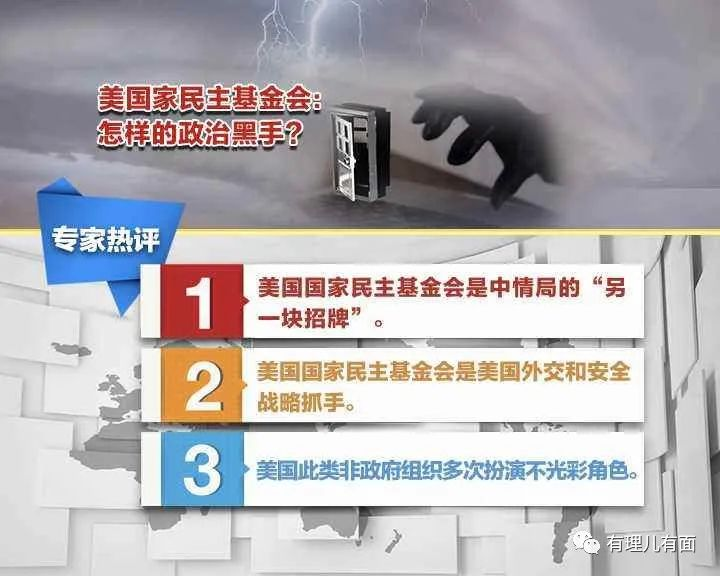 美国家民主基金会:
怎样的政治黑手?
专家热评
1
美国国家民主基金会是中情局的“另
一块招牌”。
2
美国国家民主基金会是美国外交和安全
战略抓手。
3
美国此类非政府组织多次扮演不光彩角色。
有理儿有面